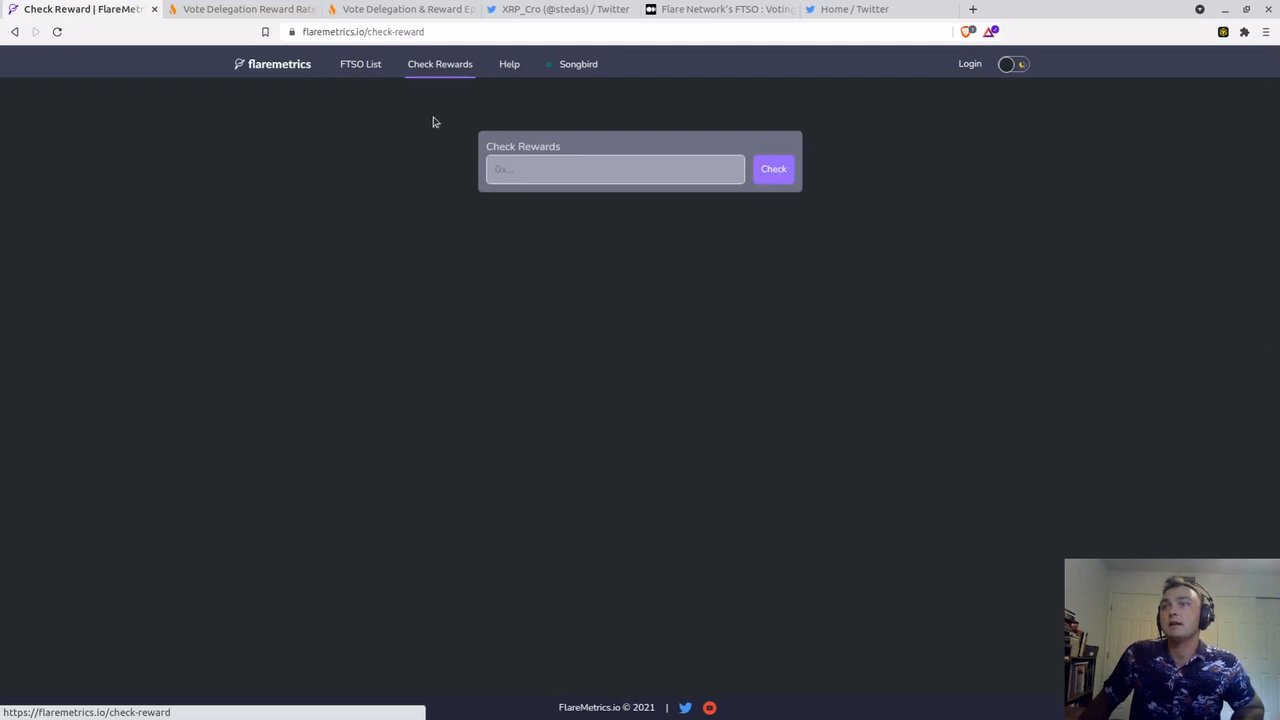 Check Reward | FlareMetri
Vote Delegation Reward Rate
Vote Delegation & Reward Ep
XRP_Cro (@stedas) / Twitter
Flare Network's FTSO : Voting
Home / Twitter
flaremetrics.io/check-reward
flaremetrics
FTSO List
Check Rewards
Help
Songbird
Login
Check Rewards
0x...
Check
FlareMetrics.io © 2021 |
https://flaremetrics.io/check-reward